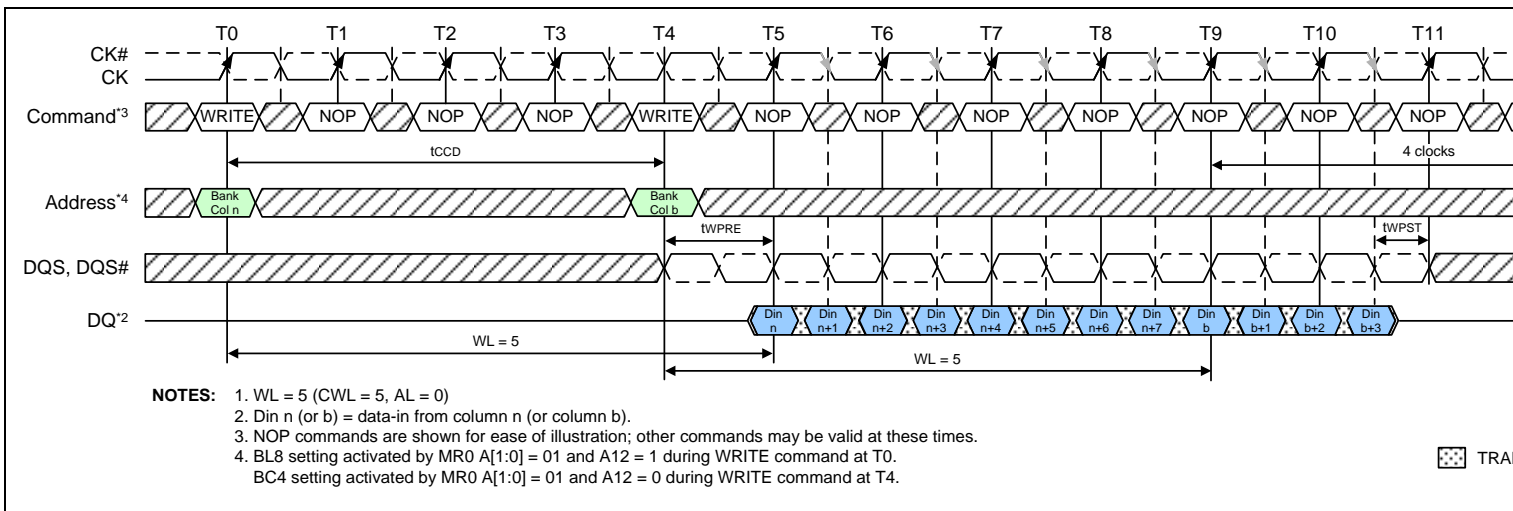 T0 T1 T2 T3 T4 T5 T6 T7 T8 T9 T10 T11
CK#
CK
Command*3 WRITE NOP NOP NOP WRITE NOP NOP NOP NOP NOP NOP NOP
tCCD 4 clocks
Address*4 Bank Col n Bank Col b
tWPRE tWPST
DQS, DQS#
DQ*2 Din n Din n+1 Din n+2 Din n+3 Din n+4 Din n+5 Din n+6 Din n+7 Din b Din b+1 Din b+2 Din b+3
WL = 5
WL = 5
NOTES: 1. WL = 5 (CWL = 5, AL = 0)
2. Din n (or b) = data-in from column n (or column b).
3. NOP commands are shown for ease of illustration; other commands may be valid at these times.
4. BL8 setting activated by MR0 A[1:0] = 01 and A12 = 1 during WRITE command at T0.
BC4 setting activated by MR0 A[1:0] = 01 and A12 = 0 during WRITE command at T4.
TRA